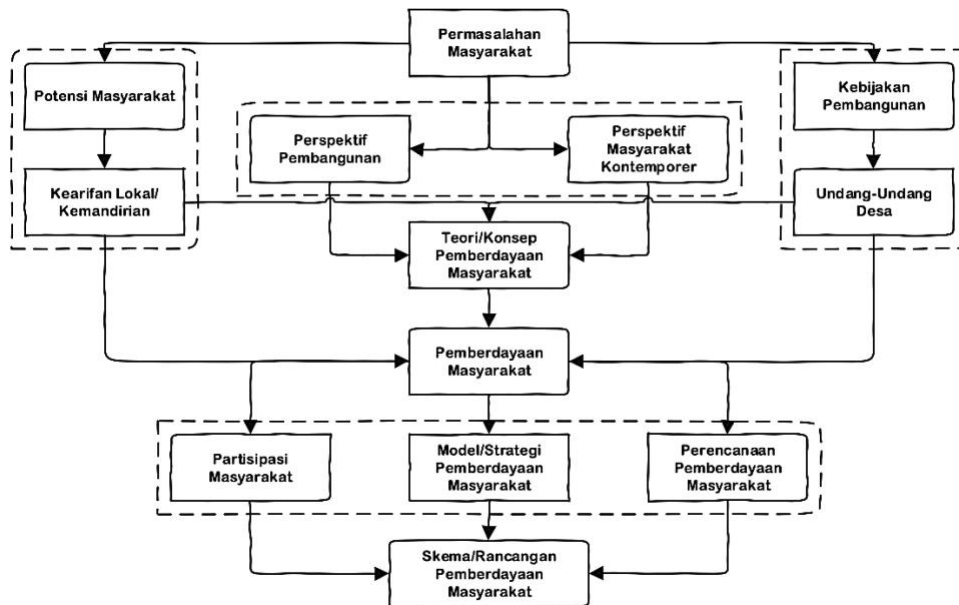 Permasalahan
Masyarakat
Potensi Masyarakat
Kebijakan
Pembangunan
Perspektif
Pembangunan
Perspektif
Masyarakat
Kontemporer
Kearifan Lokal/
Kemandirian
Undang-Undang
Desa
Teori/Konsep
Pemberdayaan
Masyarakat
Pemberdayaan
Masyarakat
Partisipasi
Masyarakat
Model/Strategi
Pemberdayaan
Masyarakat
Perencanaan
Pemberdayaan
Masyarakat
Skema/Rancangan
Pemberdayaan
Masyarakat